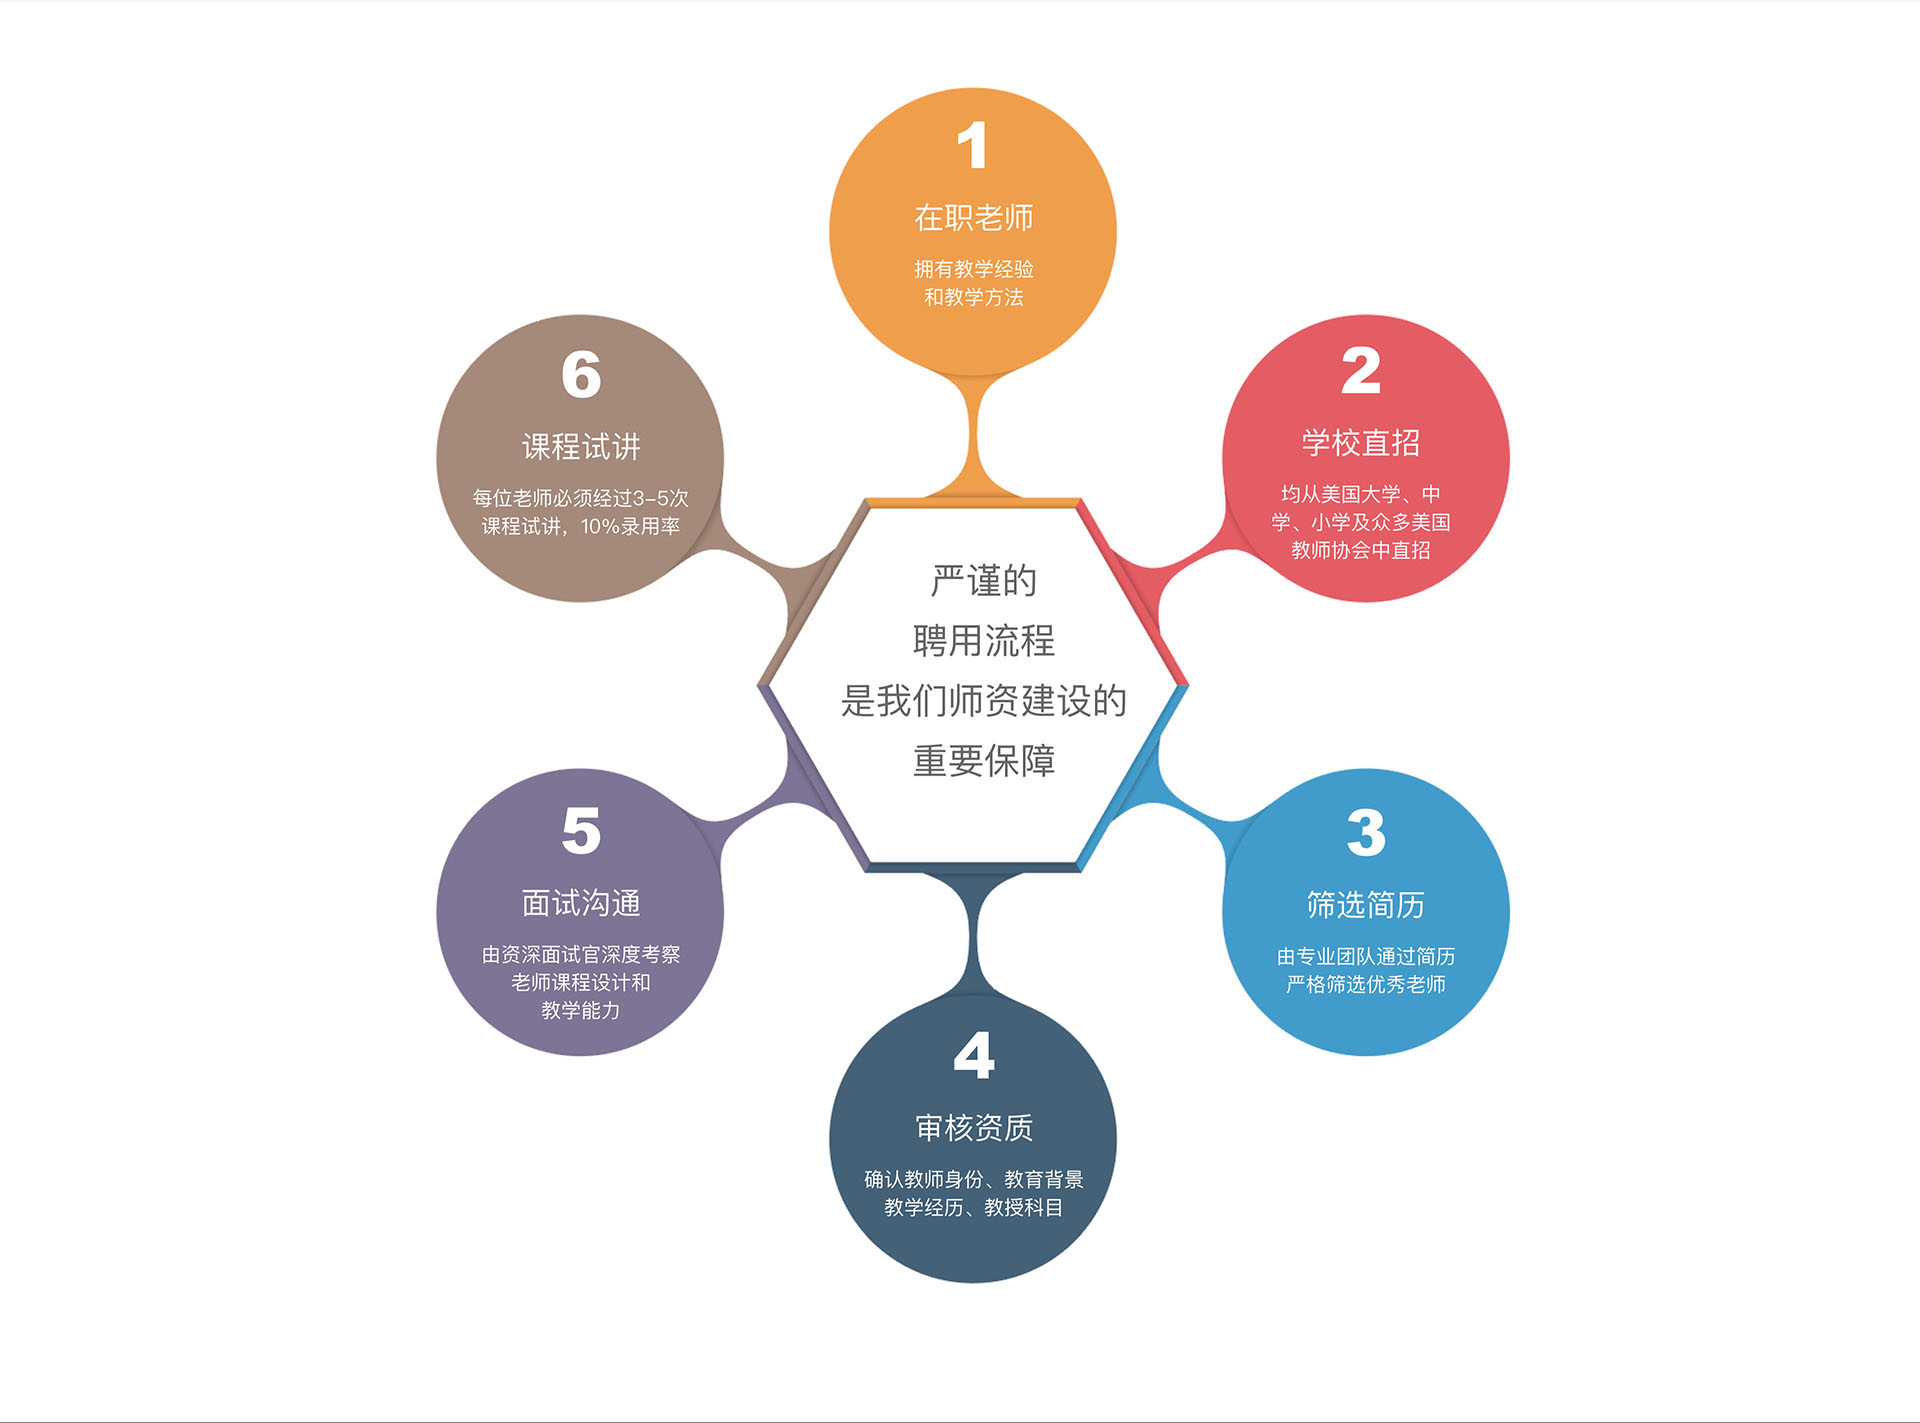 1
在职老师
拥有教学经验
和教学方法
2
学校直招
均从美国大学、中
学、小学及众多美国
教师协会中直招
3
筛选简历
由专业团队通过简历
严格筛选优秀老师
4
审核资质
确认教师身份、教育背景
教学经历、教授科目
5
面试沟通
由资深面试官深度考察
老师课程设计和
教学能力
6
课程试讲
每位老师必须经过3-5次
课程试讲，10%录用率
严谨的
聘用流程
是我们师资建设的
重要保障